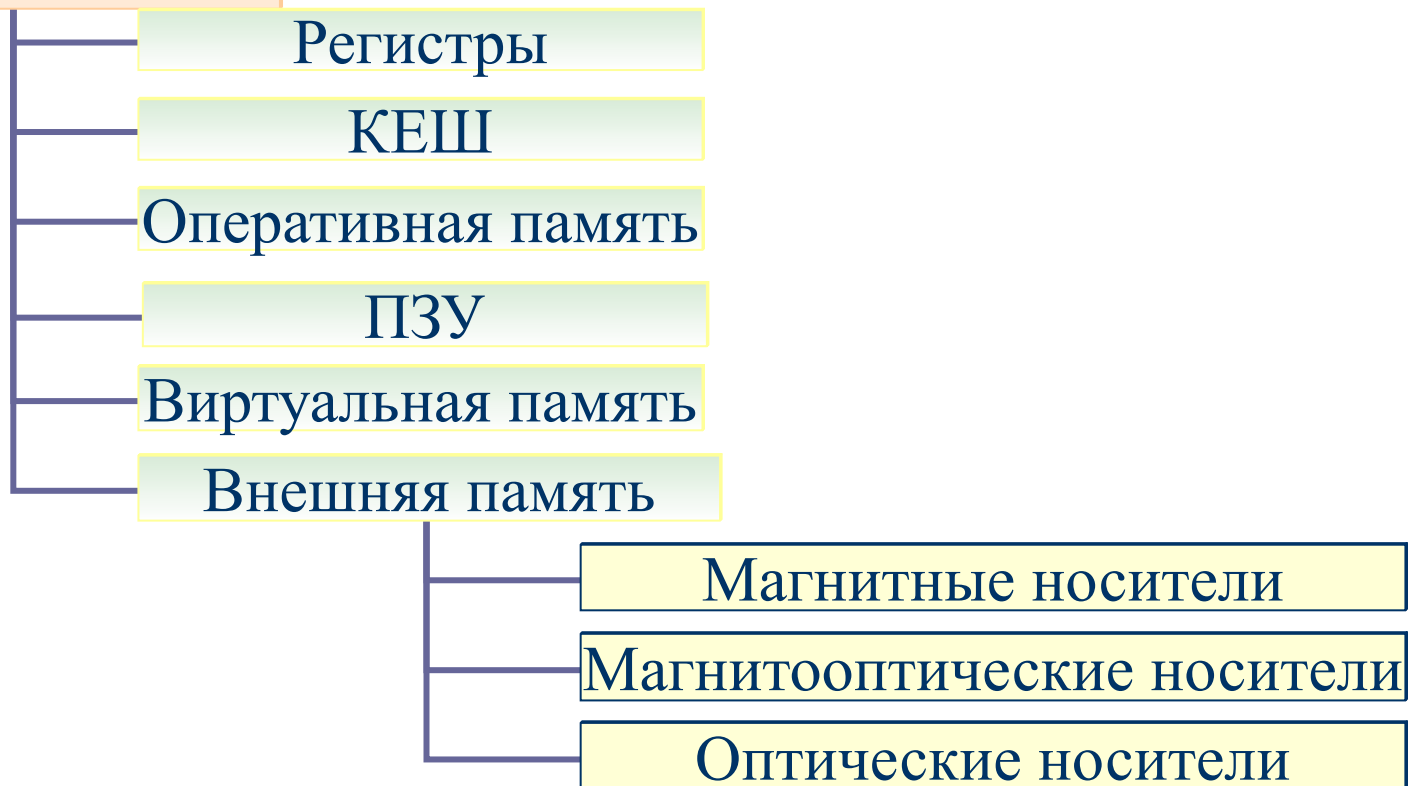 Регистры
КЕШ
Оперативная память
ПЗУ
Виртуальная память
Внешняя память
Магнитные носители
Магнитооптические носители
Оптические носители